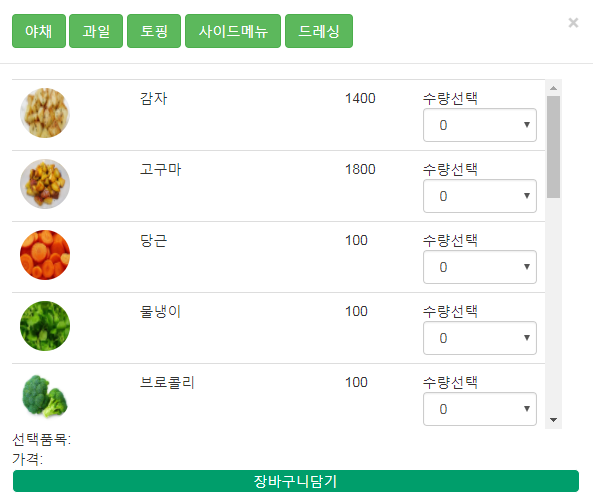 야채 과일 토핑 사이드메뉴 드레싱 ×
감자 1400 수량선택
0
고구마 1800 수량선택
0
당근 100 수량선택
0
물냉이 100 수량선택
0
브로콜리 100 수량선택
0
선택품목:
가격:
장바구니담기